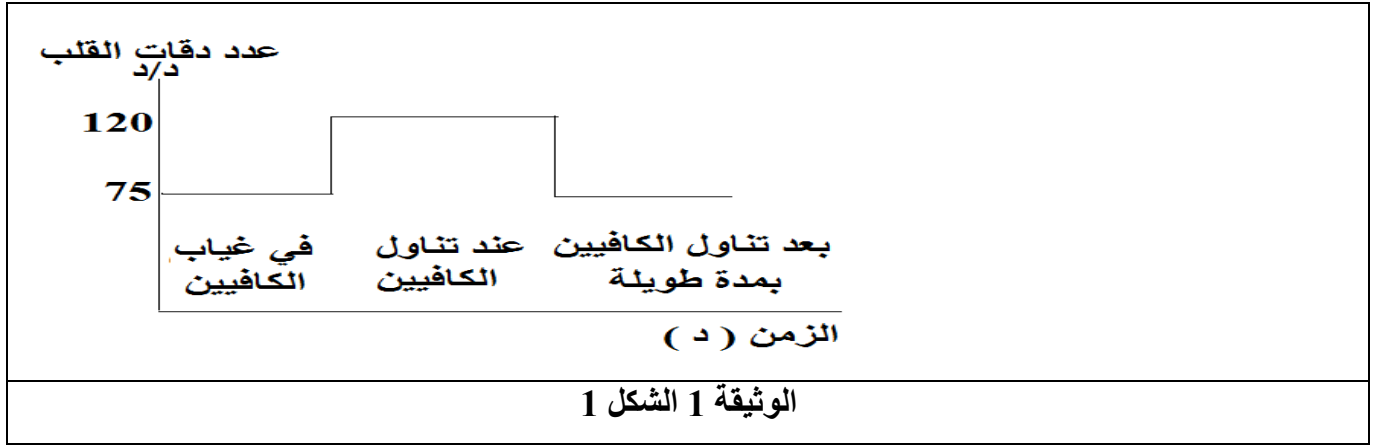 عدد دقات القلب
د/د
120
75
في غياب
الكافيين
عند تناول
الكافيين
بعد تناول الكافيين
بمدة طويلة
الزمن ( د )
الوثيقة 1 الشكل 1